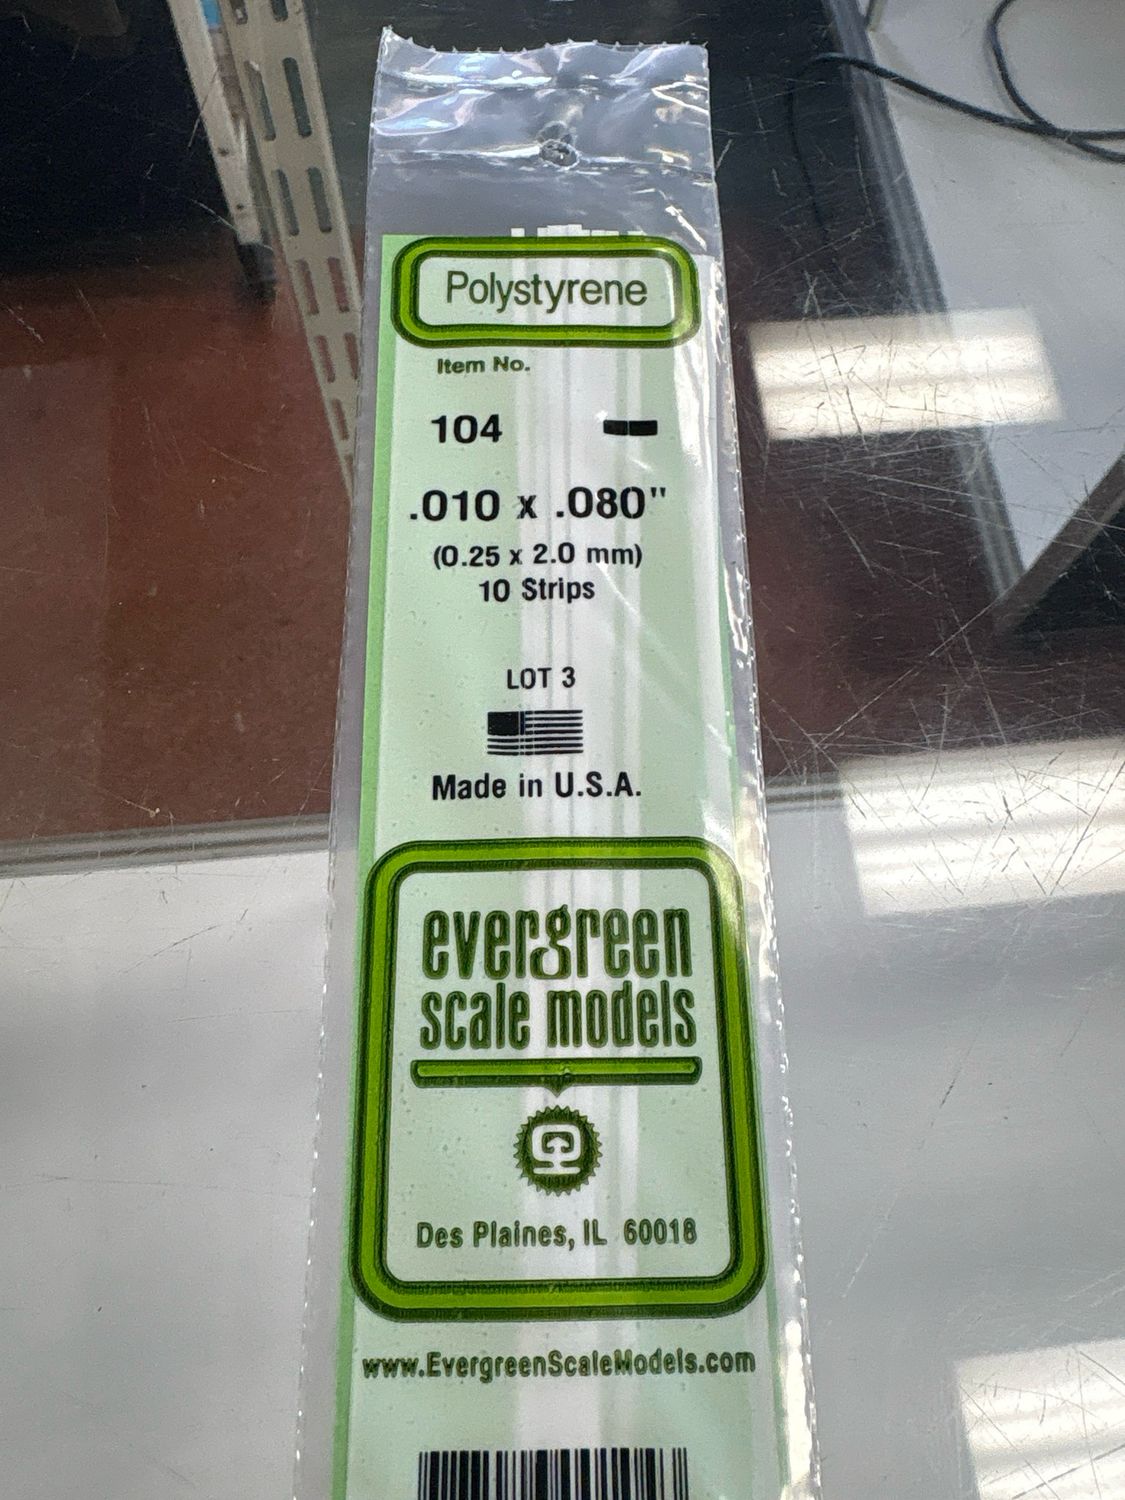 Polystyrene
Item No.
104
.010 x .080"
(0.25 x 2.0 mm)
10 Strips
LOT 3
Made in U.S.A.
evergreen
scale models
Des Plaines, IL 60018
www.EvergreenScaleModels.com